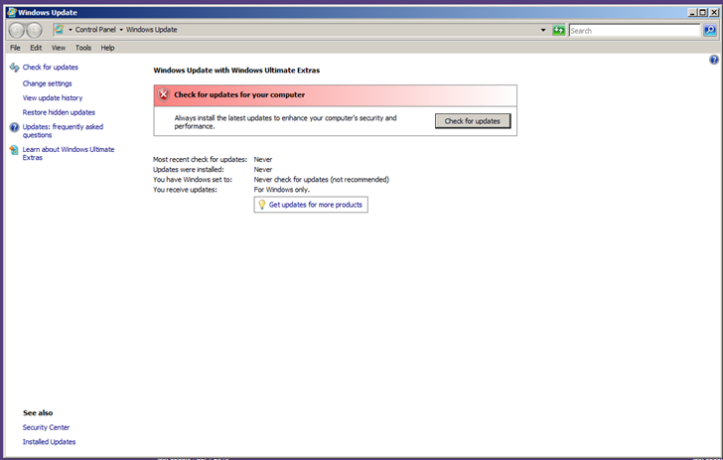 Windows Update
Control Panel
Windows Update
Search
File Edit View Tools Help
Check for updates
Change settings
View update history
Restore hidden updates
Updates: frequently asked
questions
Learn about Windows Ultimate
Extras
Windows Update with Windows Ultimate Extras
Check for updates for your computer
Always install the latest updates to enhance your computer's security and
performance.
Check for updates
Most recent check for updates: Never
Updates were installed: Never
You have Windows set to: Never check for updates (not recommended)
You receive updates: For Windows only.
Get updates for more products
See also
Security Center
Installed Updates